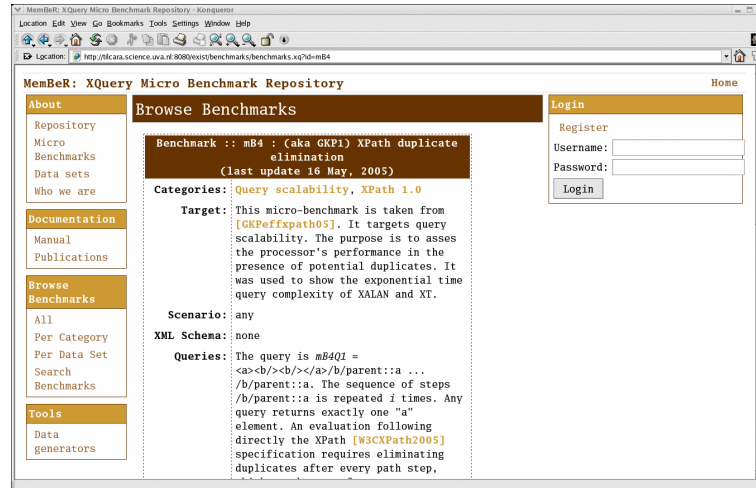 MemBeR: XQuery Micro Benchmark Repository - Konqueror
Location Edit View Go Bookmarks Tools Settings Window Help
Location: http://tilcara.science.uva.nl:8080/exist/benchmarks/benchmarks.xq?id=mB4
MemBeR: XQuery Micro Benchmark Repository
Home
About
Repository
Micro
Benchmarks
Data sets
Who we are
Documentation
Manual
Publications
Browse
Benchmarks
All
Per Category
Per Data Set
Search
Benchmarks
Tools
Data
generators
Browse Benchmarks
Benchmark :: mB4 : (aka GKP1) XPath duplicate
elimination
(last update 16 May, 2005)
Categories: Query scalability, XPath 1.0
Target: This micro-benchmark is taken from
[GKPeffxpath05]. It targets query
scalability. The purpose is to asses
the processor's performance in the
presence of potential duplicates. It
was used to show the exponential time
query complexity of XALAN and XT.
Scenario: any
XML Schema: none
Queries: The query is mB4Q1 =
<a><b/><b/></a>/b/parent::a ...
/b/parent::a. The sequence of steps
/b/parent::a is repeated i times. Any
query returns exactly one "a"
element. An evaluation following
directly the XPath [W3CXPath2005]
specification requires eliminating
duplicates after every path step,
Login
Register
Username:
Password:
Login